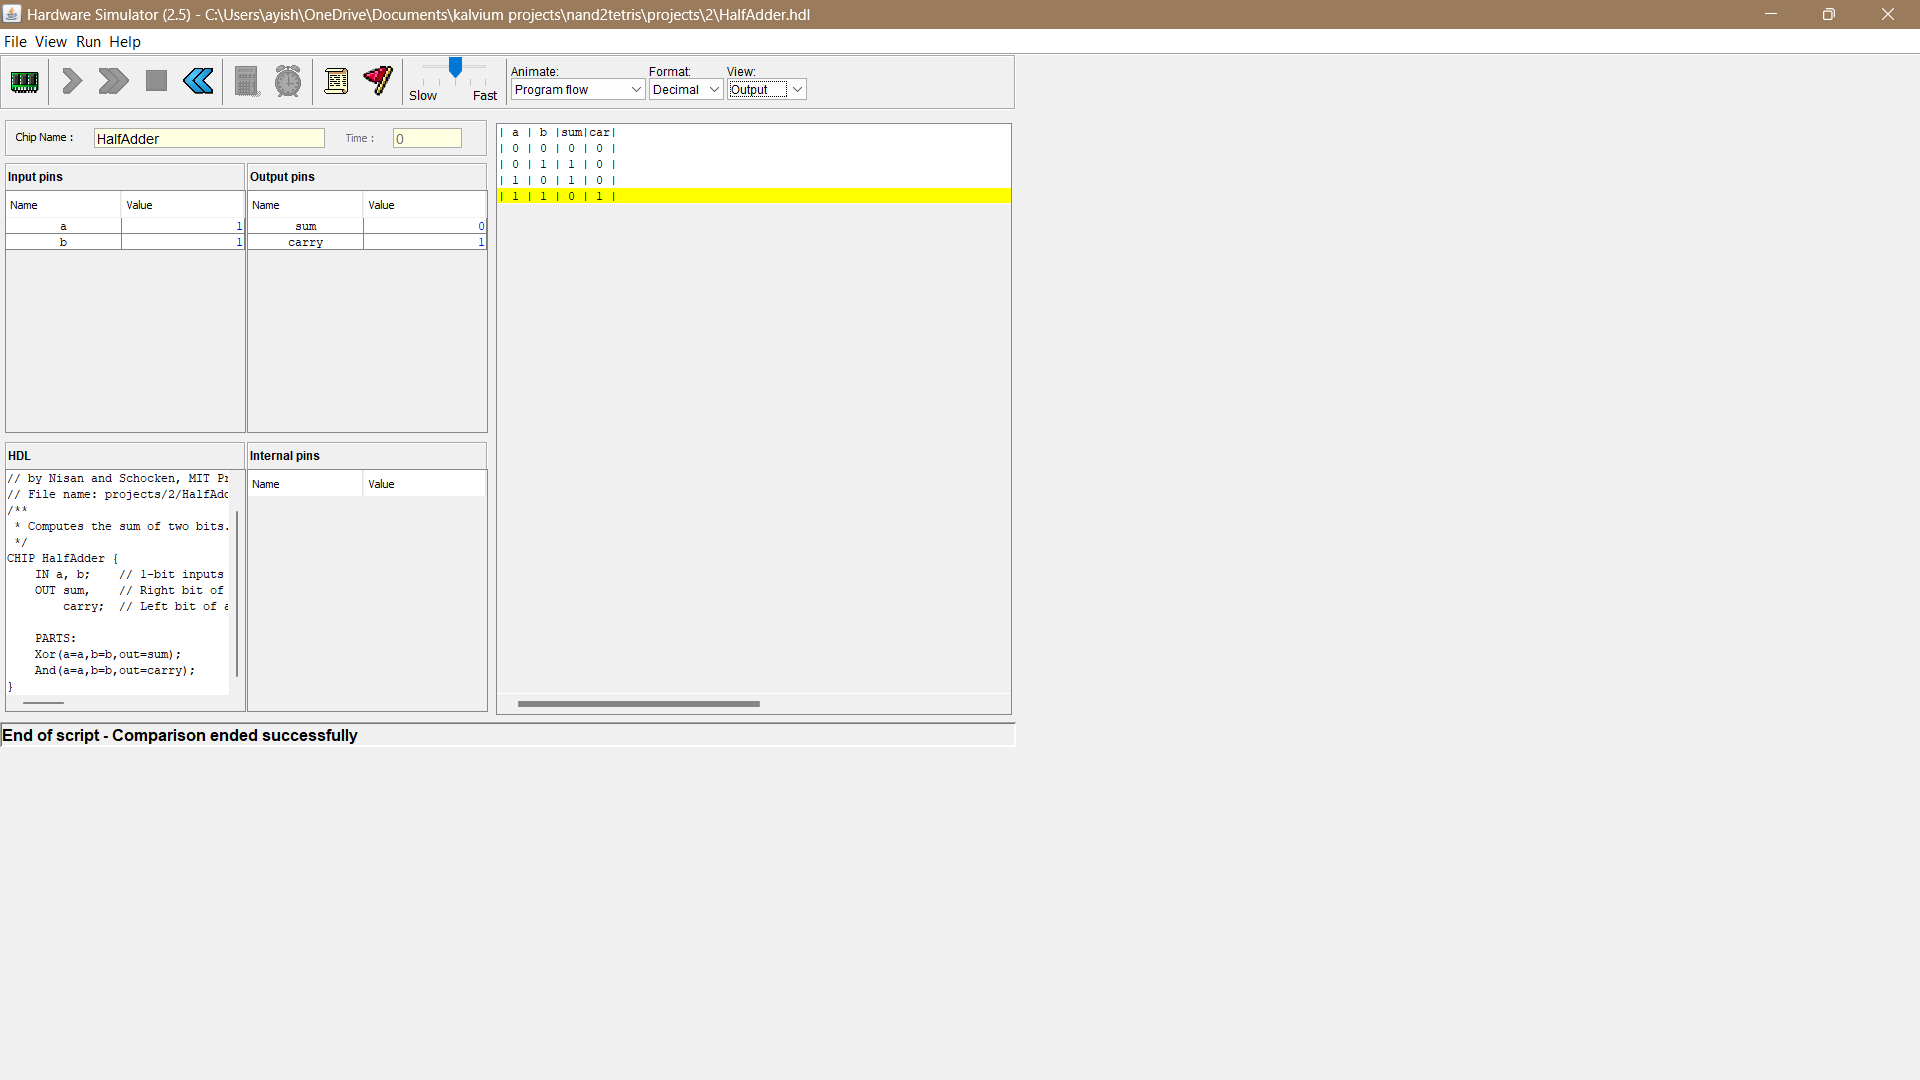 Hardware Simulator (2.5) - C:\Users\ayish\OneDrive\Documents\kalvium projects\nand2tetris\projects\2\HalfAdder.hdl
File View Run Help
Slow Fast
Animate: Format: View:
Program flow Decimal Output
Chip Name : HalfAdder Time : 0
Input pins Output pins
Name Value Name Value
a 1 sum 0
b 1 carry 1
| a | b |sum|car|
| 0 | 0 | 0 | 0 |
| 0 | 1 | 1 | 0 |
| 1 | 0 | 1 | 0 |
| 1 | 1 | 0 | 1 |
HDL Internal pins
Name Value
// by Nisan and Schocken, MIT Pr
// File name: projects/2/HalfAdd
/**
* Computes the sum of two bits.
*/
CHIP HalfAdder {
IN a, b; // 1-bit inputs
OUT sum, // Right bit of
carry; // Left bit of a
PARTS:
Xor(a=a,b=b,out=sum);
And(a=a,b=b,out=carry);
}
End of script - Comparison ended successfully